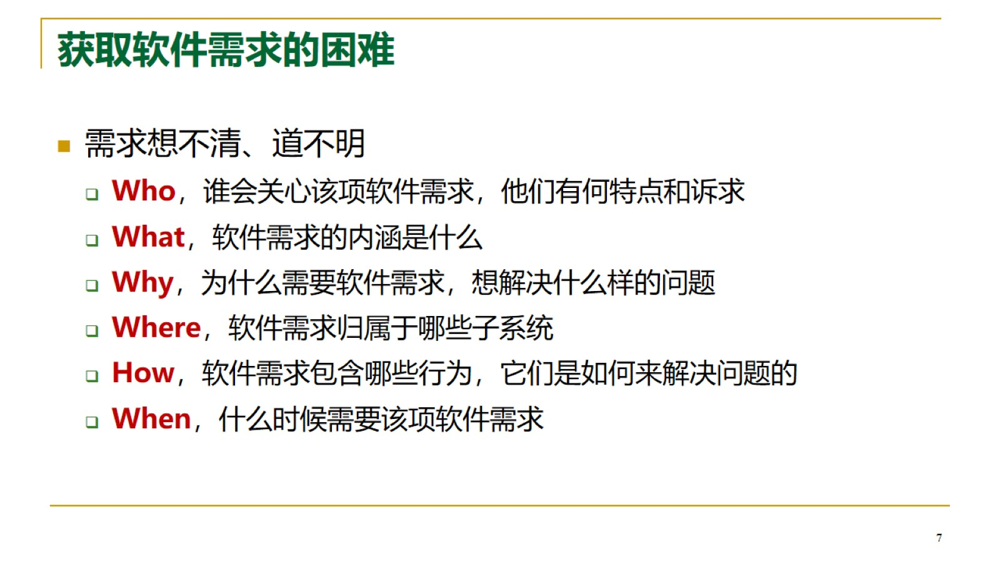 获取软件需求的困难
需求想不清、道不明
Who，谁会关心该项软件需求，他们有何特点和诉求
What，软件需求的内涵是什么
Why，为什么需要软件需求，想解决什么样的问题
Where，软件需求归属于哪些子系统
How，软件需求包含哪些行为，它们是如何来解决问题的
When，什么时候需要该项软件需求
7